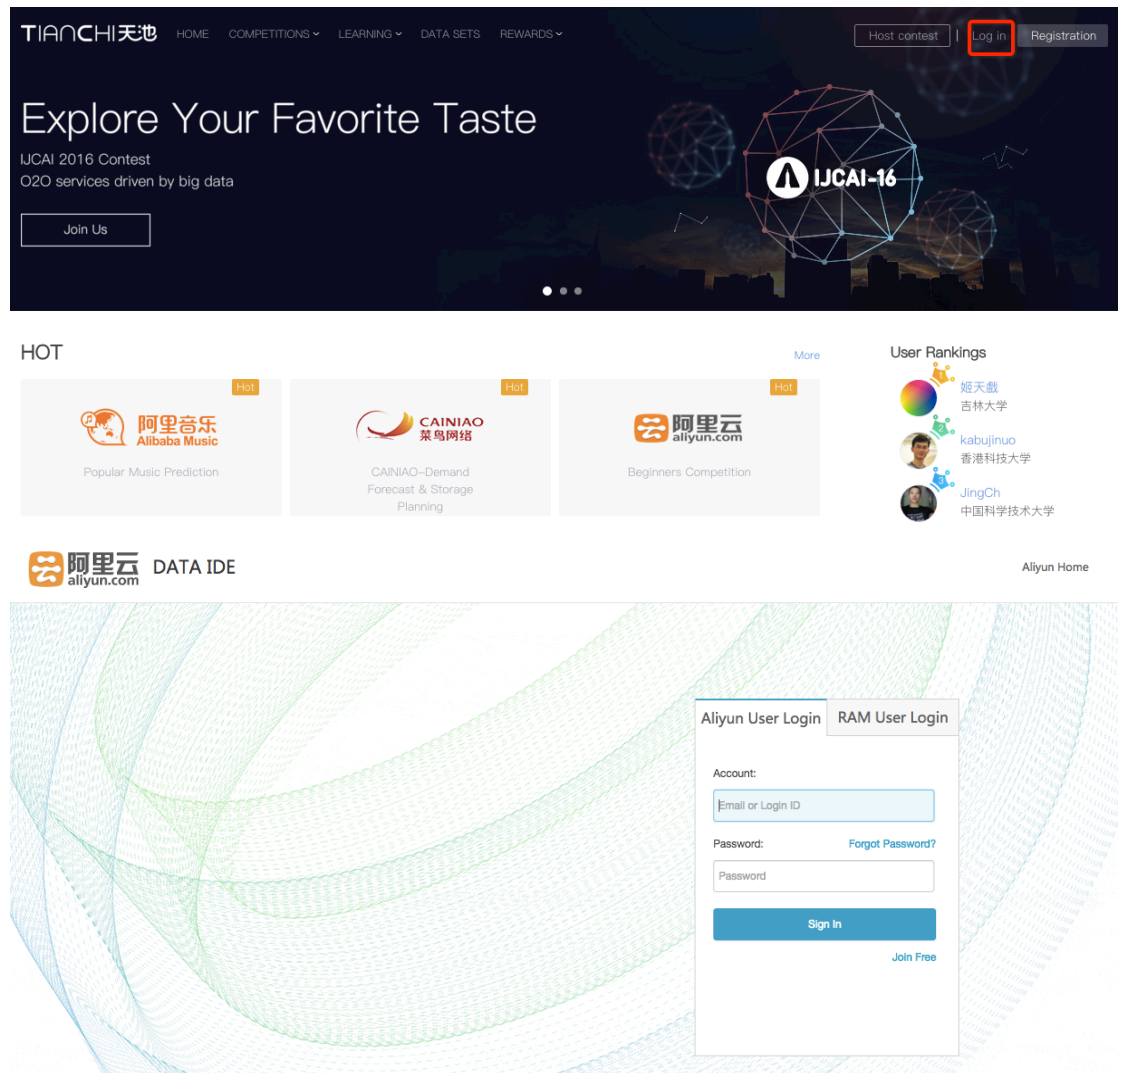 TIANCHI天池 HOME COMPETITIONS LEARNING DATA SETS REWARDS Host contest | Log in Registration
Explore Your Favorite Taste
IJCAI 2016 Contest
O2O services driven by big data
IJCAI-16
Join Us
HOT More
Hot
阿里音乐
Alibaba Music
Popular Music Prediction
Hot
CAINIAO
菜鸟网络
CAINIAO-Demand
Forecast & Storage
Planning
Hot
阿里云
aliyun.com
Beginners Competition
User Rankings
1
姬天戲
吉林大学
2
kabujinuo
香港科技大学
3
JingCh
中国科学技术大学
阿里云
aliyun.com
DATA IDE
Aliyun Home
Aliyun User Login RAM User Login
Account:
Email or Login ID
Password: Forgot Password?
Password
Sign In
Join Free